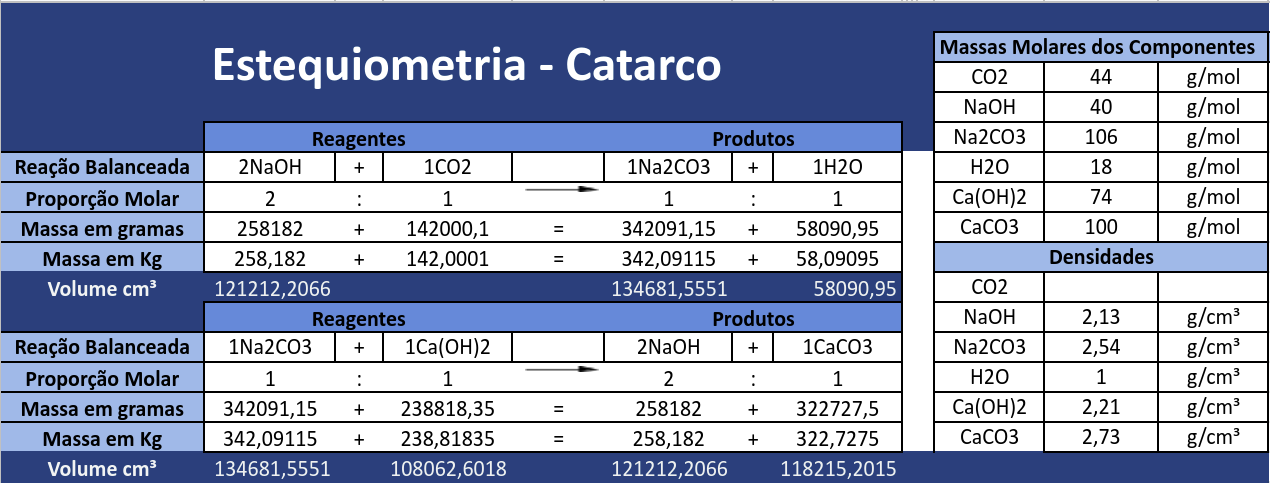 Estequiometria - Catarco
Reagentes Produtos
Reação Balanceada 2NaOH + 1CO2 1Na2CO3 + 1H2O
Proporção Molar 2 : 1 1 : 1
Massa em gramas 258182 + 142000,1 = 342091,15 + 58090,95
Massa em Kg 258,182 + 142,0001 = 342,09115 + 58,09095
Volume cm³ 121212,2066 134681,5551 58090,95
Reagentes Produtos
Reação Balanceada 1Na2CO3 + 1Ca(OH)2 2NaOH + 1CaCO3
Proporção Molar 1 : 1 2 : 1
Massa em gramas 342091,15 + 238818,35 = 258182 + 322727,5
Massa em Kg 342,09115 + 238,81835 = 258,182 + 322,7275
Volume cm³ 134681,5551 108062,6018 121212,2066 118215,2015
Massas Molares dos Componentes
CO2 44 g/mol
NaOH 40 g/mol
Na2CO3 106 g/mol
H2O 18 g/mol
Ca(OH)2 74 g/mol
CaCO3 100 g/mol
Densidades
CO2
NaOH 2,13 g/cm³
Na2CO3 2,54 g/cm³
H2O 1 g/cm³
Ca(OH)2 2,21 g/cm³
CaCO3 2,73 g/cm³